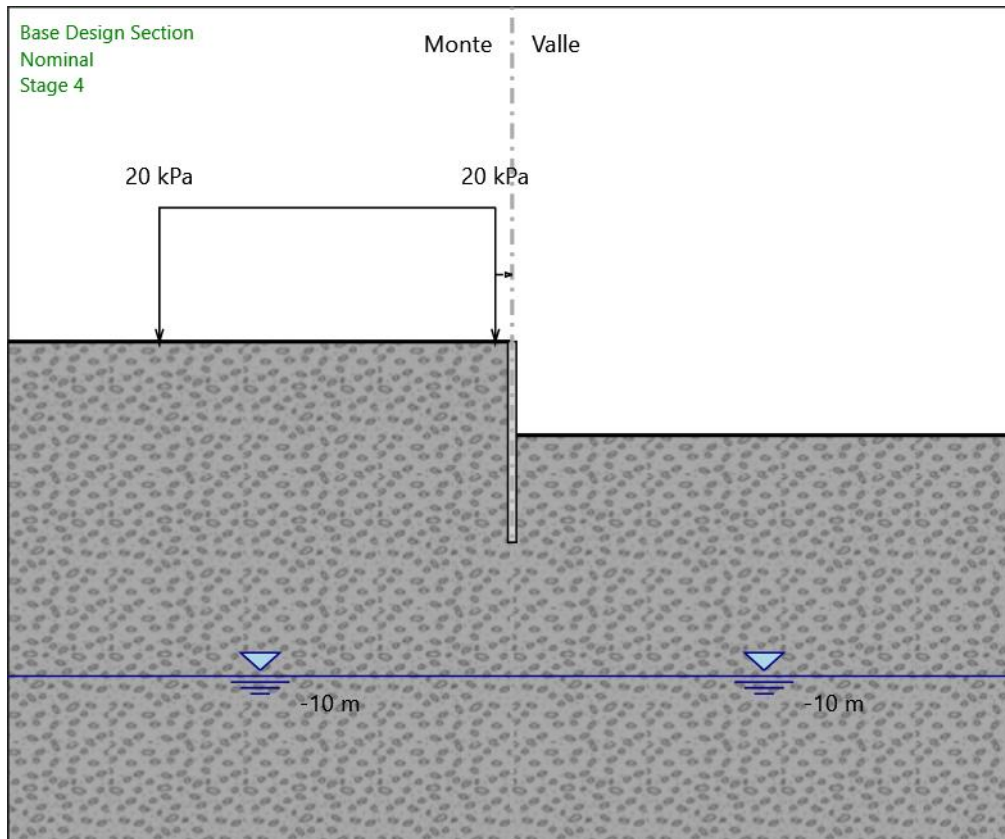 Base Design Section
Nominal
Stage 4
Monte
Valle
20 kPa
20 kPa
-10 m
-10 m